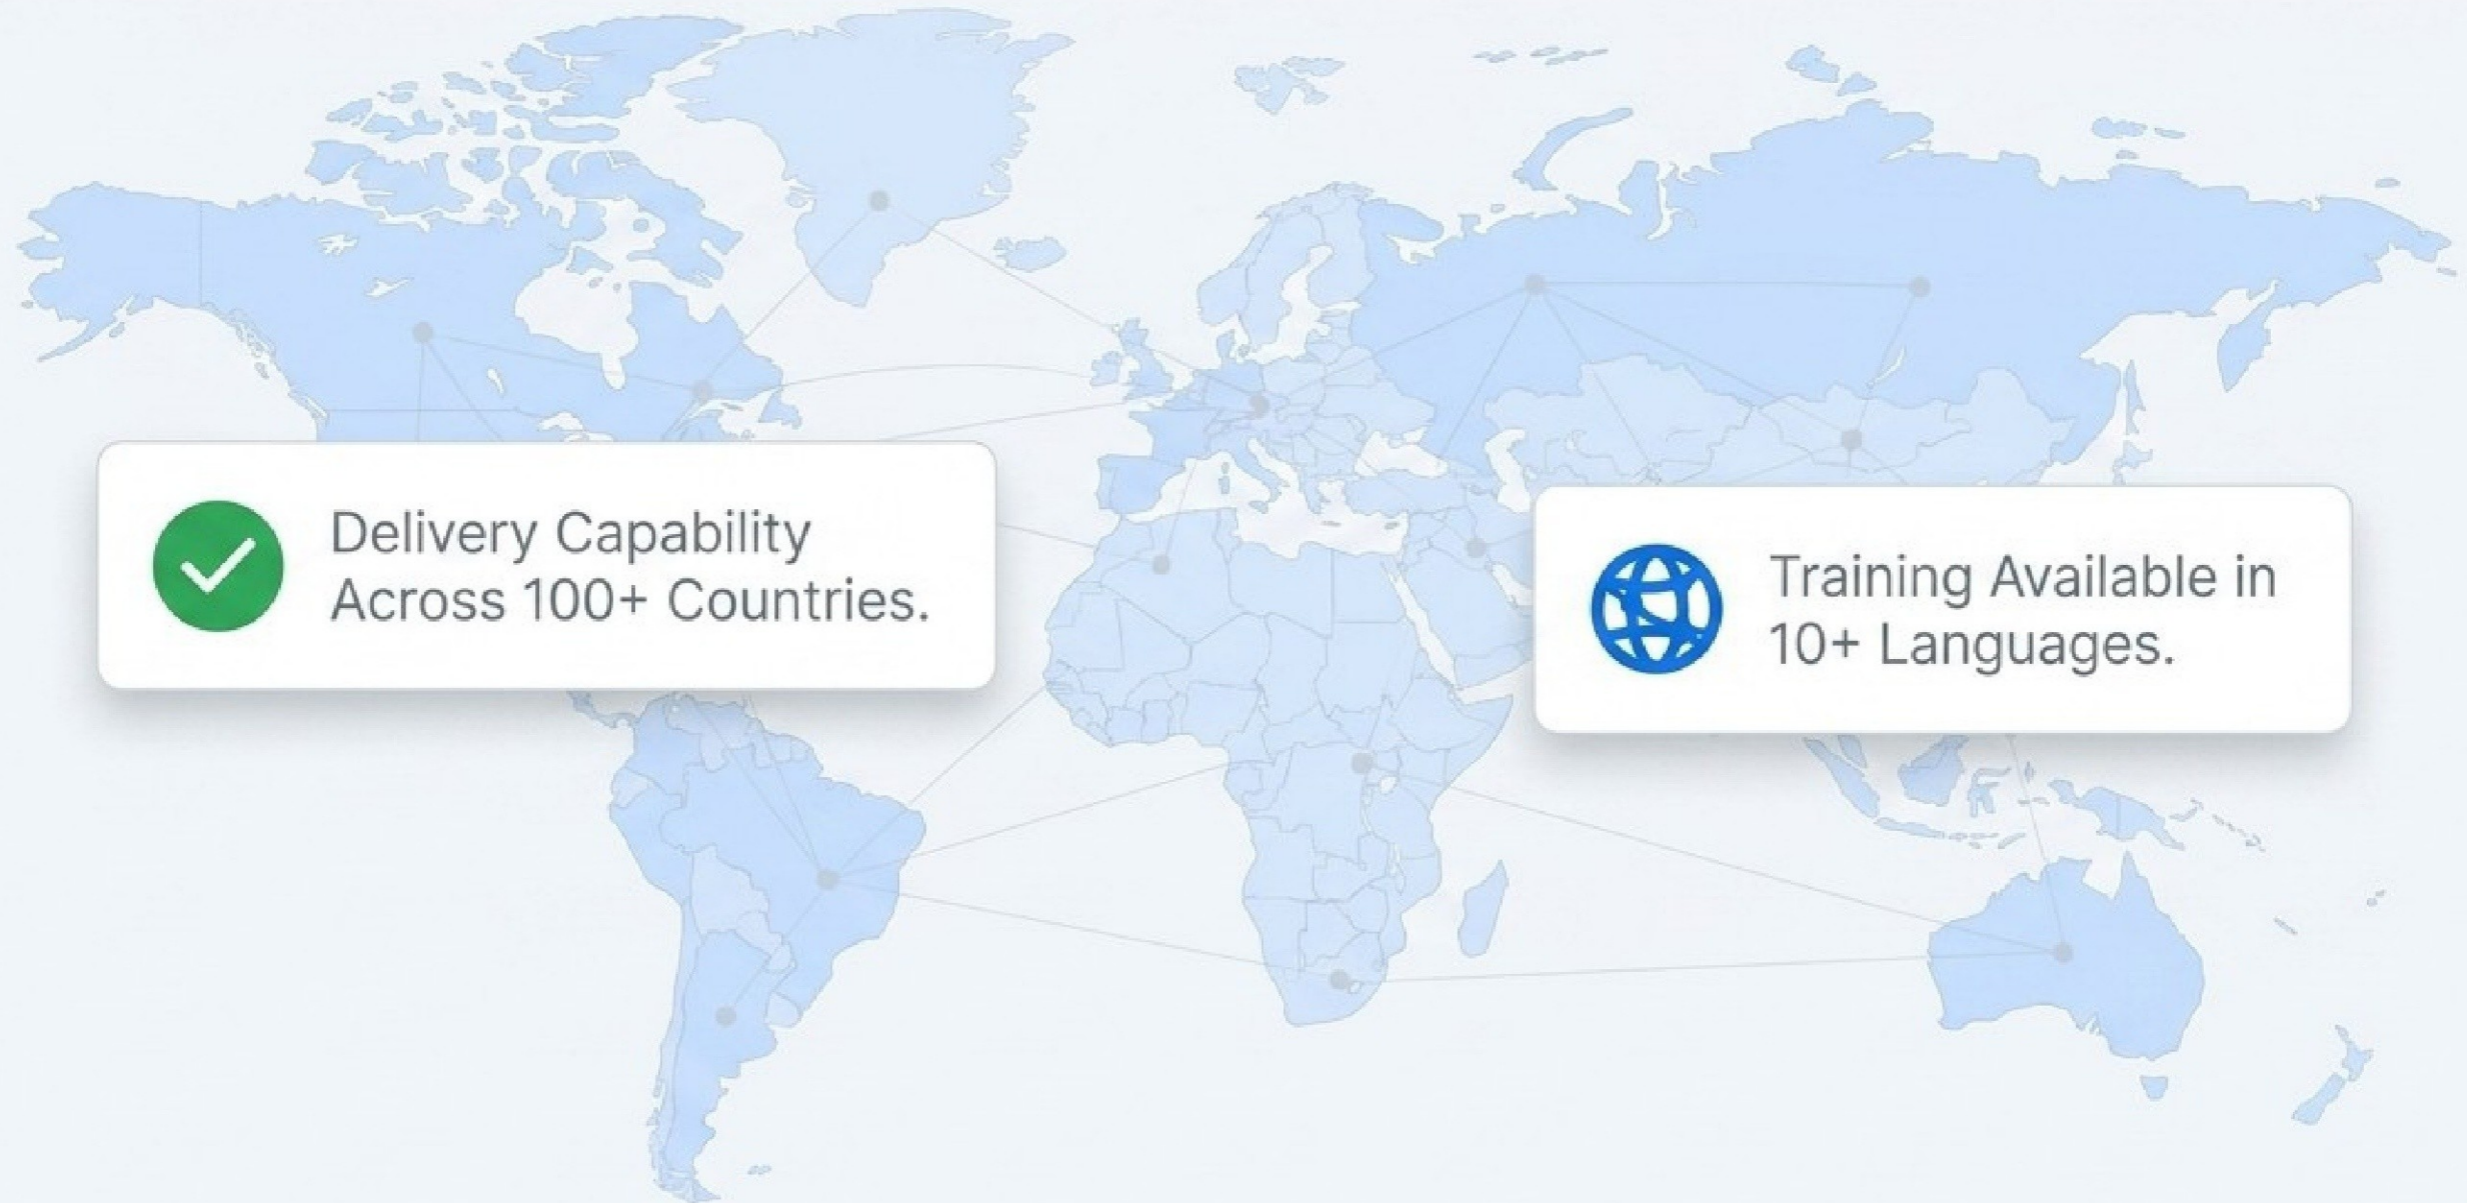 Delivery Capability
Across 100+ Countries.
Training Available in
10+ Languages.